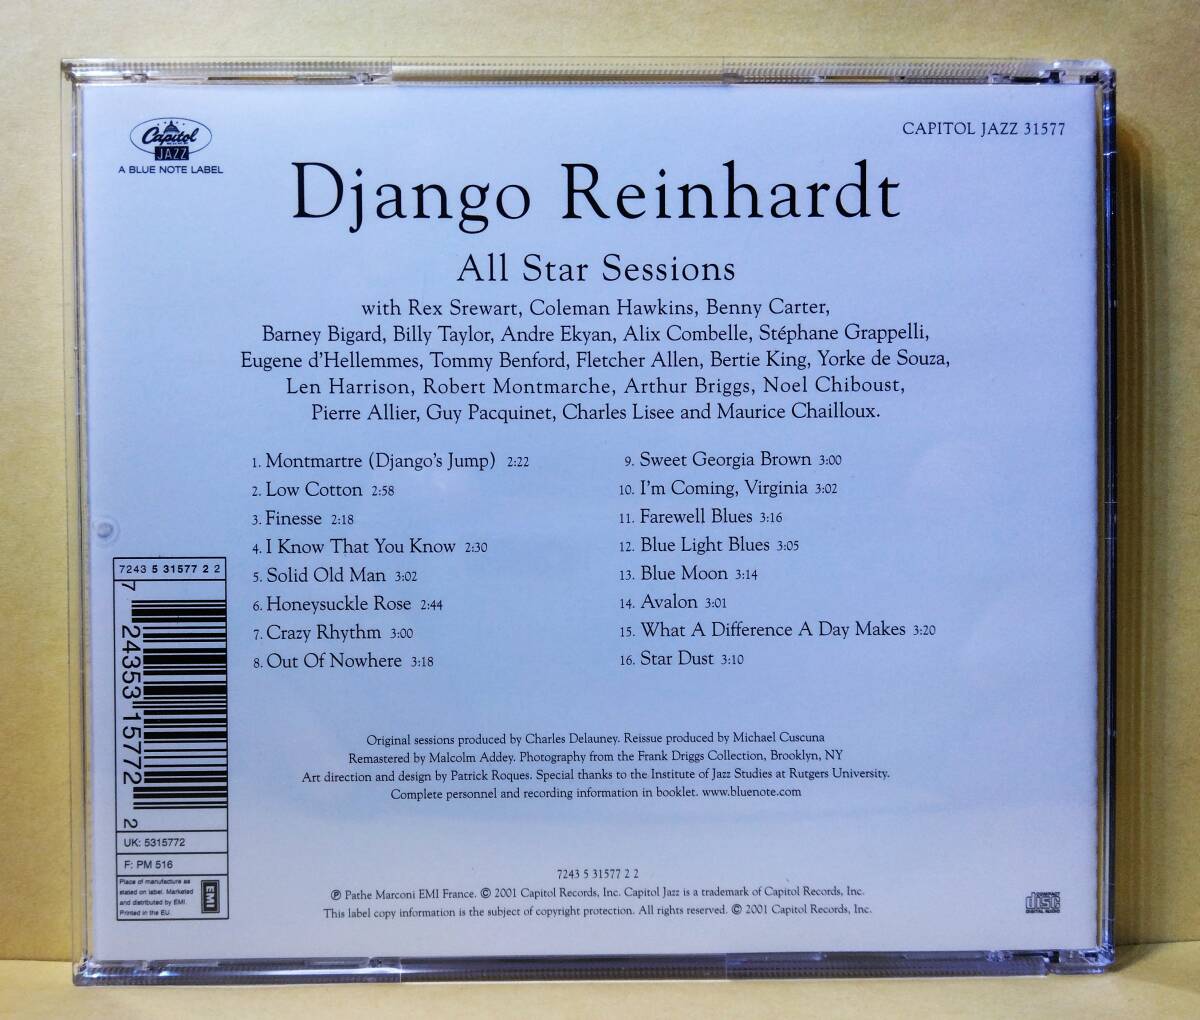 Capitol
JAZZ
A BLUE NOTE LABEL
CAPITOL JAZZ 31577
Django Reinhardt
All Star Sessions
with Rex Srewart, Coleman Hawkins, Benny Carter,
Barney Bigard, Billy Taylor, Andre Ekyan, Alix Combelle, Stéphane Grappelli,
Eugene d'Hellemmes, Tommy Benford, Fletcher Allen, Bertie King, Yorke de Souza,
Len Harrison, Robert Montmarche, Arthur Briggs, Noel Chiboust,
Pierre Allier, Guy Pacquinet, Charles Lisee and Maurice Chailloux.
1. Montmartre (Django's Jump) 2:22
2. Low Cotton 2:58
3. Finesse 2:18
4. I Know That You Know 2:30
5. Solid Old Man 3:02
6. Honeysuckle Rose 2:44
7. Crazy Rhythm 3:00
8. Out Of Nowhere 3:18
9. Sweet Georgia Brown 3:00
10. I'm Coming, Virginia 3:02
11. Farewell Blues 3:16
12. Blue Light Blues 3:05
13. Blue Moon 3:14
14. Avalon 3:01
15. What A Difference A Day Makes 3:20
16. Star Dust 3:10
7243 5 31577 2 2
7 24353 15772 2
UK: 5315772
F: PM 516
Place of manufacture as
stated on label. Marketed
and distributed by EMI.
Printed in the EU.
EMI
Original sessions produced by Charles Delauney. Reissue produced by Michael Cuscuna
Remastered by Malcolm Addey. Photography from the Frank Driggs Collection, Brooklyn, NY
Art direction and design by Patrick Roques. Special thanks to the Institute of Jazz Studies at Rutgers University.
Complete personnel and recording information in booklet. www.bluenote.com
7243 5 31577 2 2
℗ Pathe Marconi EMI France. © 2001 Capitol Records, Inc. Capitol Jazz is a trademark of Capitol Records, Inc.
This label copy information is the subject of copyright protection. All rights reserved. © 2001 Capitol Records, Inc.
COMPACT
disc
DIGITAL AUDIO